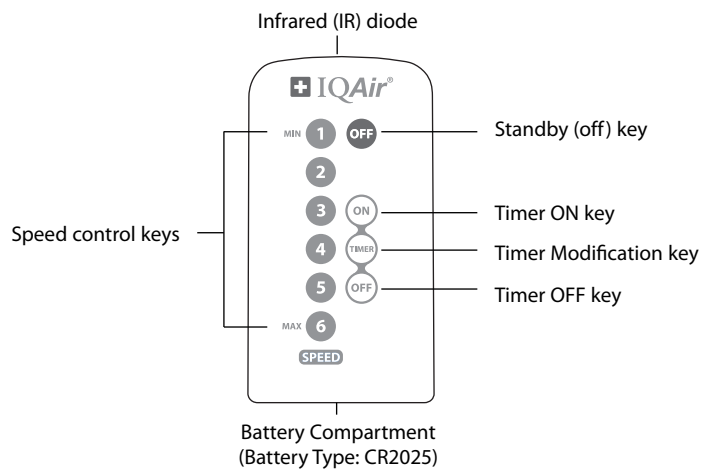 Infrared (IR) diode
IQAir®
MIN 1 OFF
Standby (off) key
2
3 ON
Timer ON key
Speed control keys
4 TIMER
Timer Modification key
5 OFF
Timer OFF key
MAX 6
SPEED
Battery Compartment
(Battery Type: CR2025)